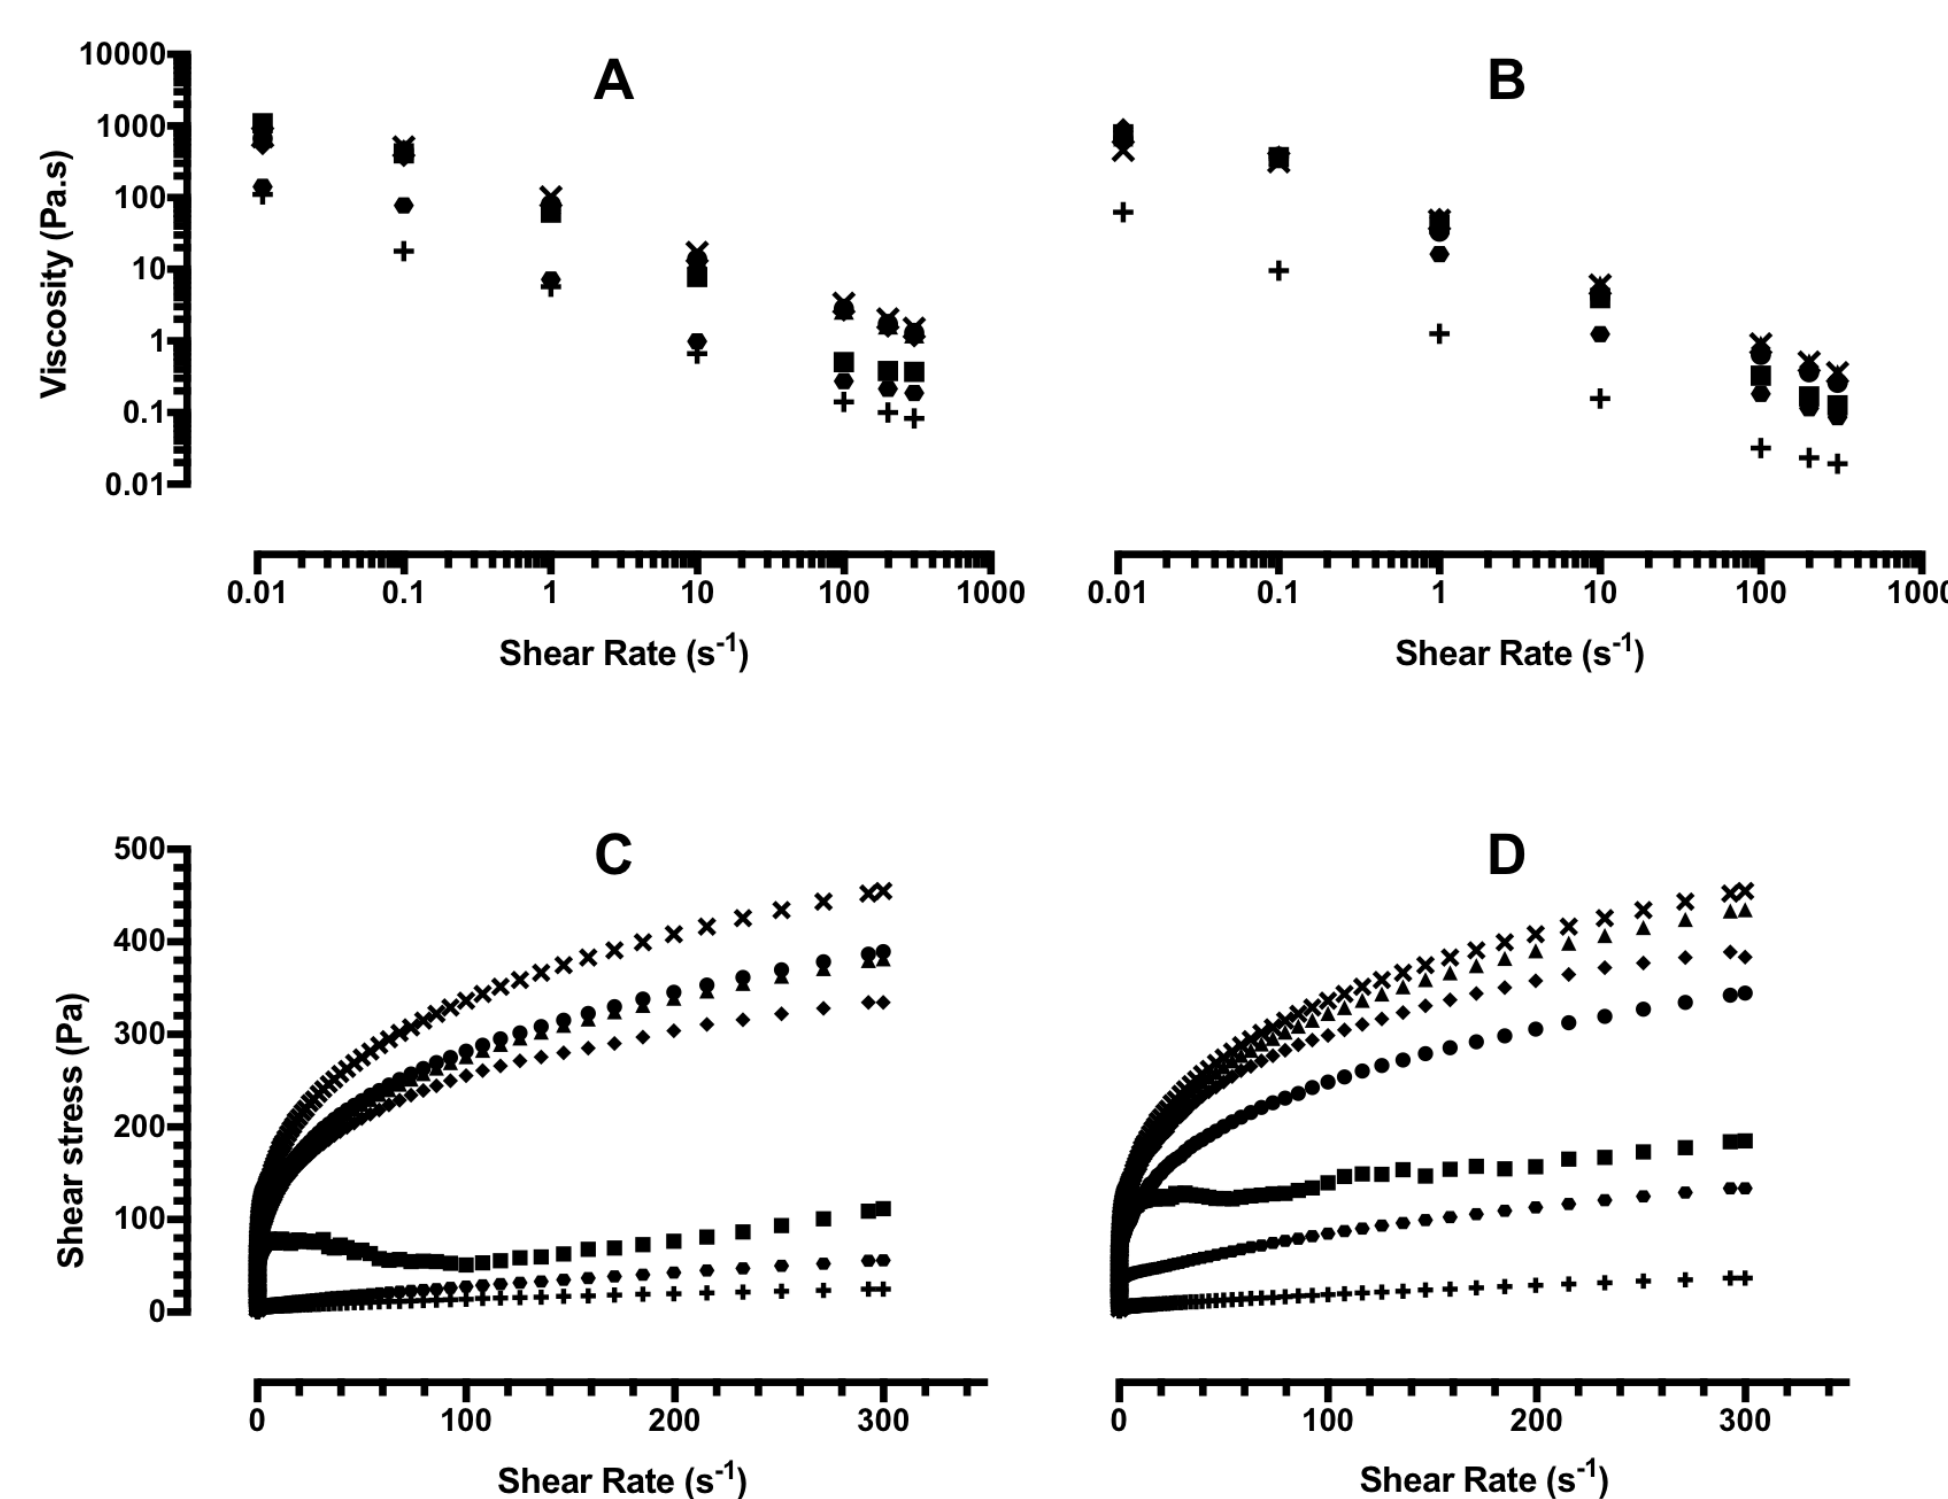 A
B
10000
1000
100
10
1
0.1
0.01
Viscosity (Pa.s)
0.01 0.1 1 10 100 1000
0.01 0.1 1 10 100 1000
Shear Rate (s⁻¹)
Shear Rate (s⁻¹)
C
D
500
400
300
200
100
0
Shear stress (Pa)
0 100 200 300
0 100 200 300
Shear Rate (s⁻¹)
Shear Rate (s⁻¹)